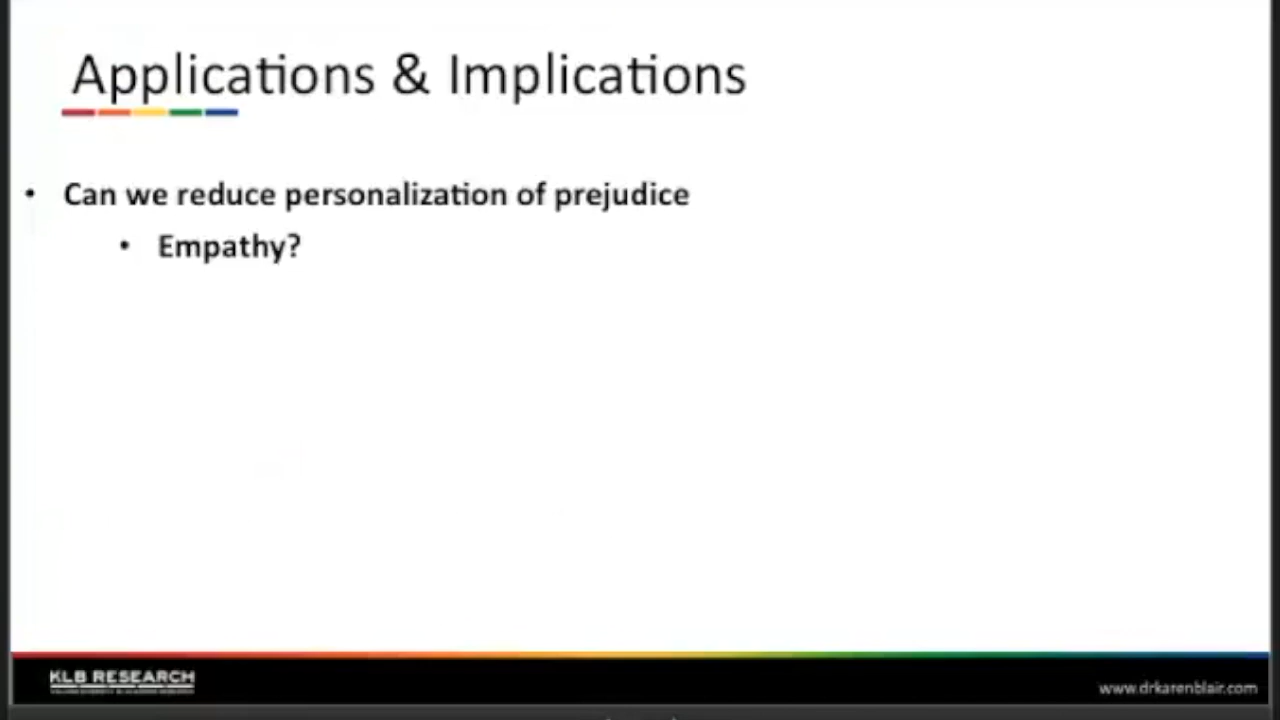 Applications & Implications
• Can we reduce personalization of prejudice
• Empathy?
KLB RESEARCH
www.drkarenblair.com